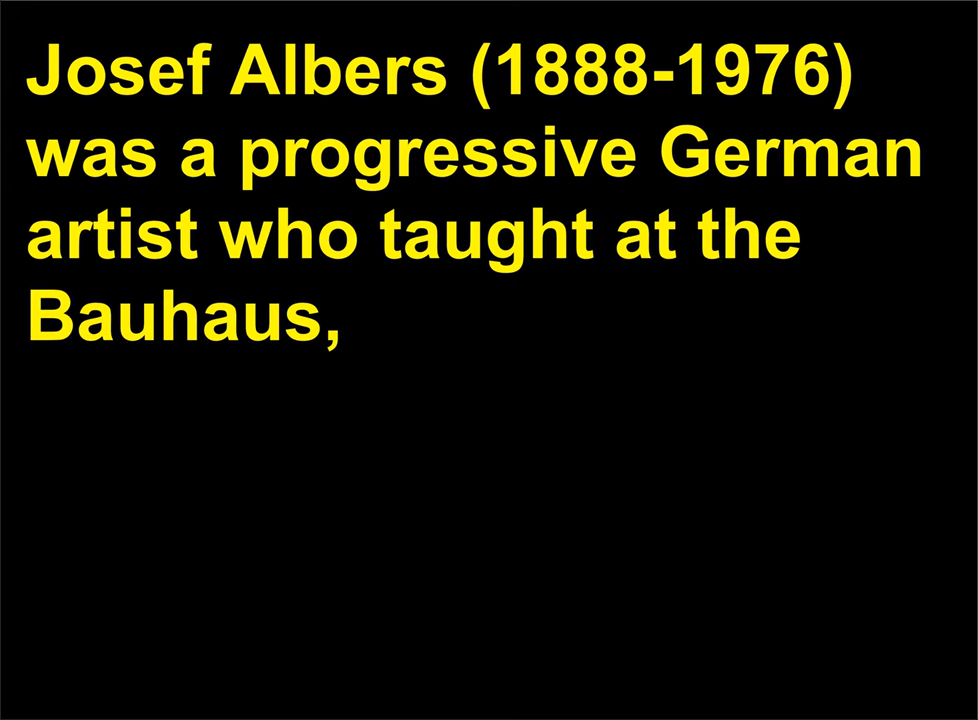 Josef Albers (1888-1976)
was a progressive German
artist who taught at the
Bauhaus,